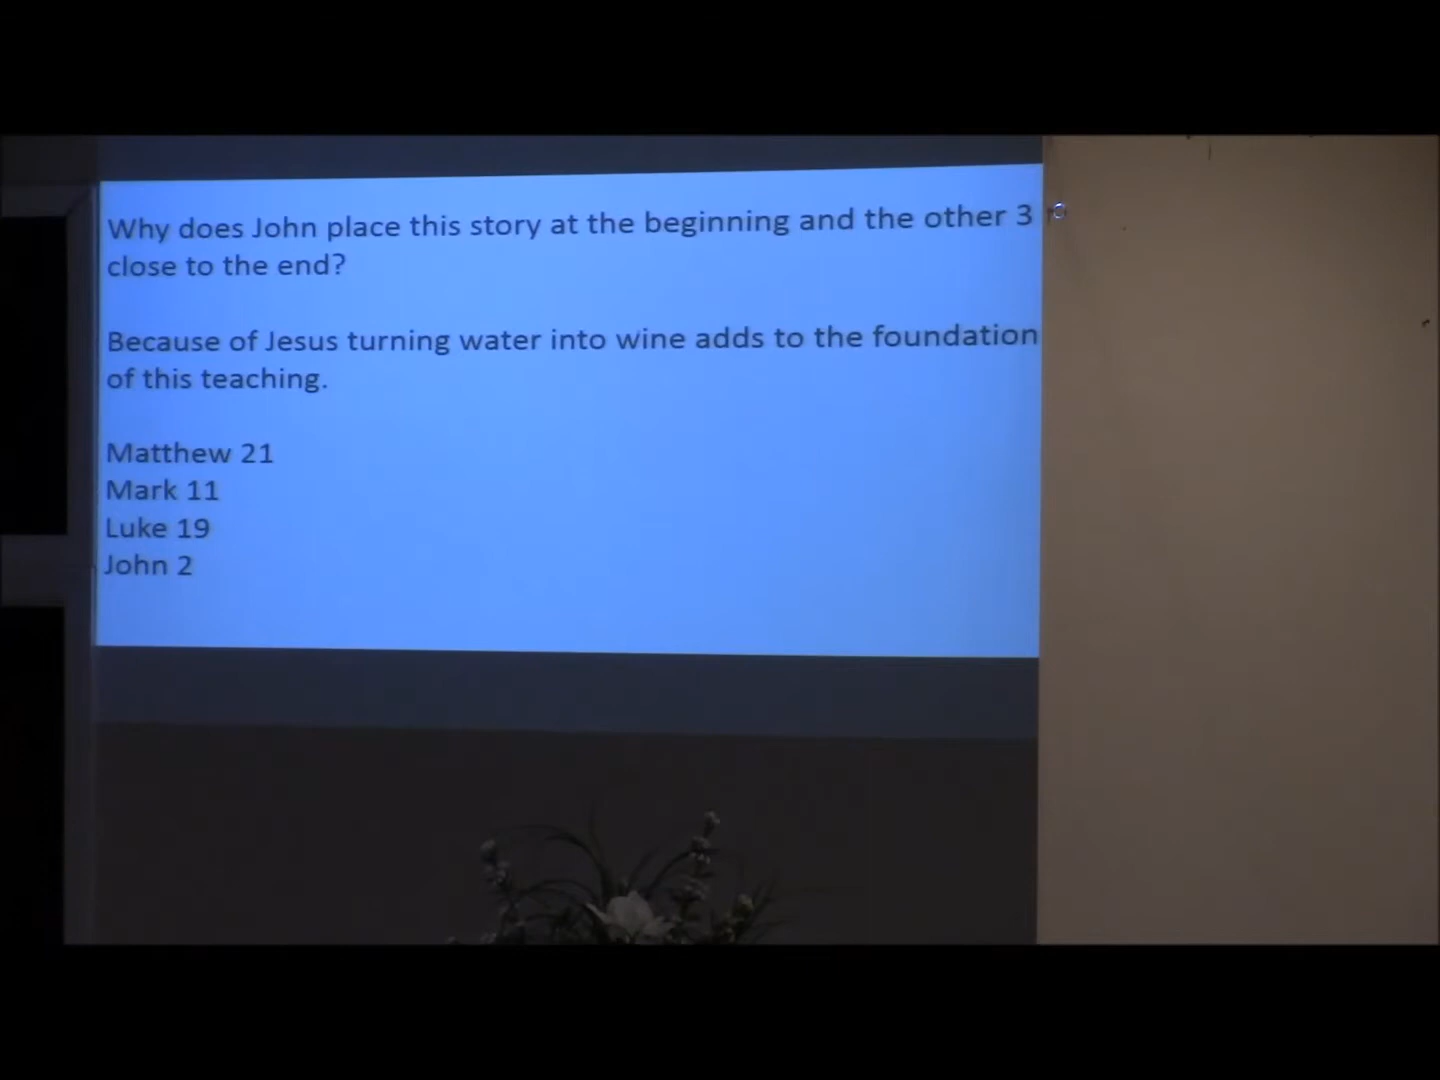 Why does John place this story at the beginning and the other 3
close to the end?
Because of Jesus turning water into wine adds to the foundation
of this teaching.
Matthew 21
Mark 11
Luke 19
John 2